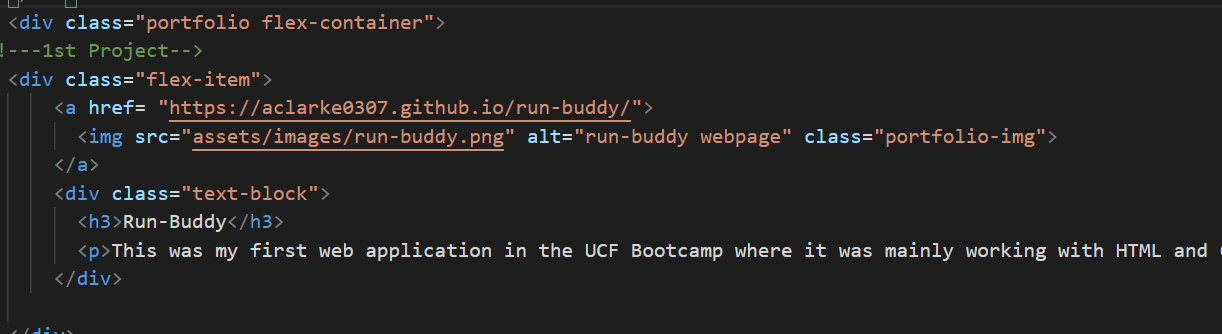 <div class="portfolio flex-container">
!---1st Project-->
<div class="flex-item">
<a href= "https://aclarke0307.github.io/run-buddy/">
<img src="assets/images/run-buddy.png" alt="run-buddy webpage" class="portfolio-img">
</a>
<div class="text-block">
<h3>Run-Buddy</h3>
<p>This was my first web application in the UCF Bootcamp where it was mainly working with HTML and
</div>
</div>